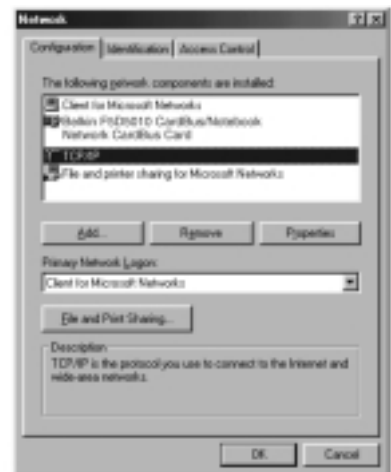 Network
Configuration Identification Access Control
The following network components are installed:
Client for Microsoft Networks
Belkin F5D5010 CardBus/Notebook
Network CardBus Card
TCP/IP
File and printer sharing for Microsoft Networks
Add... Remove Properties
Primary Network Logon:
Client for Microsoft Networks
File and Print Sharing...
Description
TCP/IP is the protocol you use to connect to the Internet and
wide-area networks.
OK Cancel